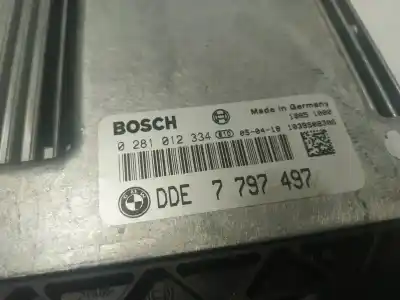 BOSCH
Made in Germany
0 281 012 334 05-04-18
DDE 7 797 497